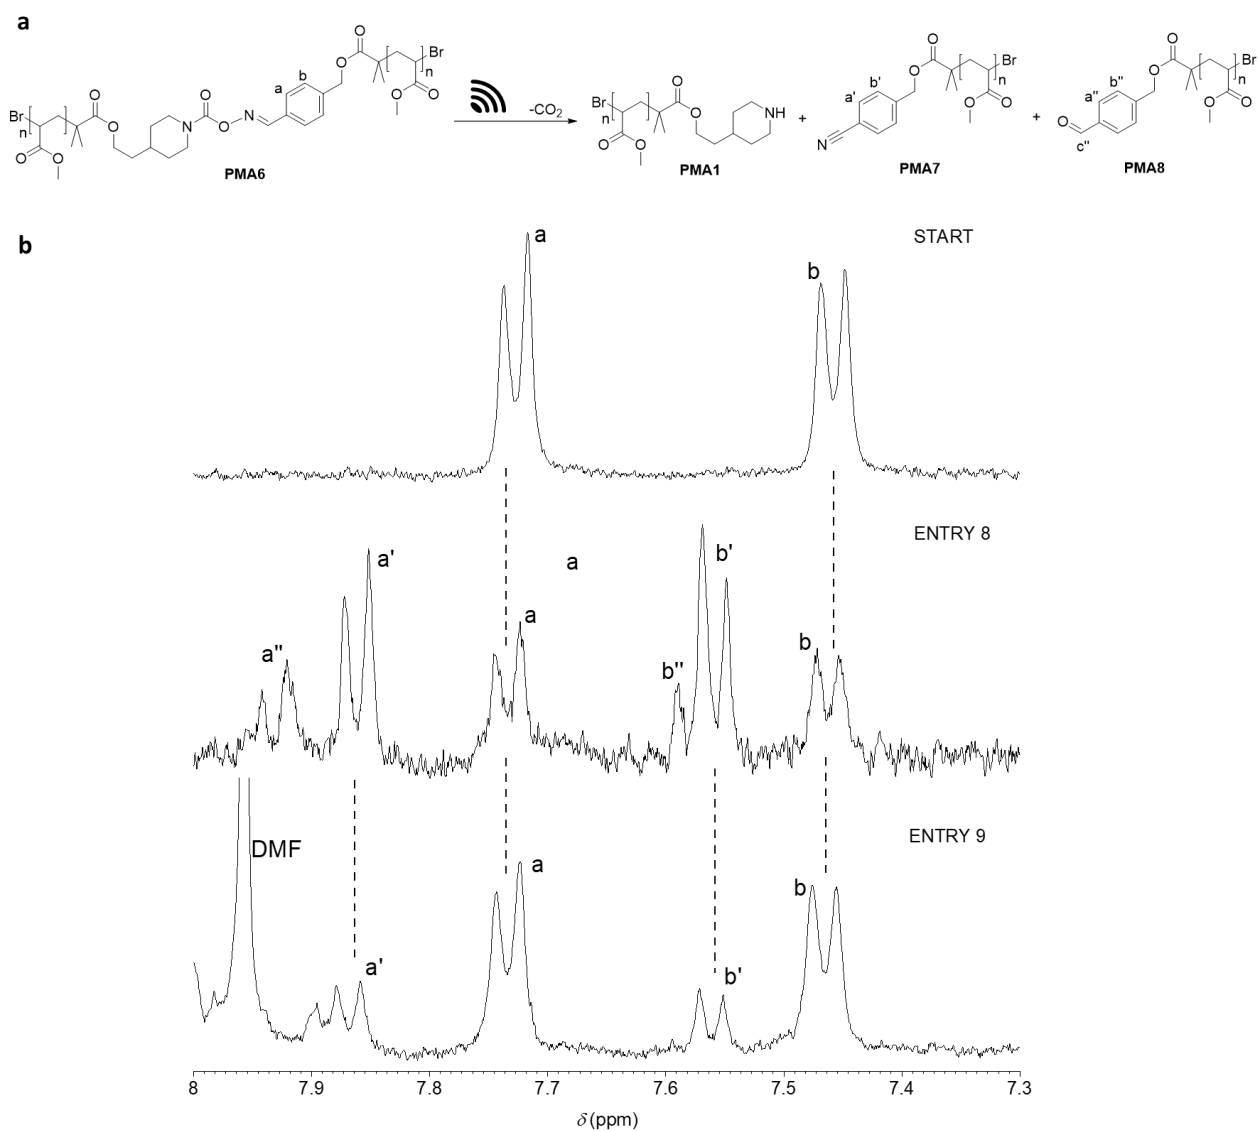 a
O
O
Br
n
O
O
b
a
Br
n
O
O
O
N
O
O
N
O
O
PMA6
-CO2
Br
n
O
O
O
O
NH
PMA1
+
O
O
b'
a'
Br
n
O
O
N
PMA7
+
O
O
b''
a''
Br
n
O
O
O
c''
PMA8
b
START
a
b
ENTRY 8
a'
a
b'
a''
a
b''
b
ENTRY 9
DMF
a
b
a'
b'
8 7.9 7.8 7.7 7.6 7.5 7.4 7.3
δ (ppm)